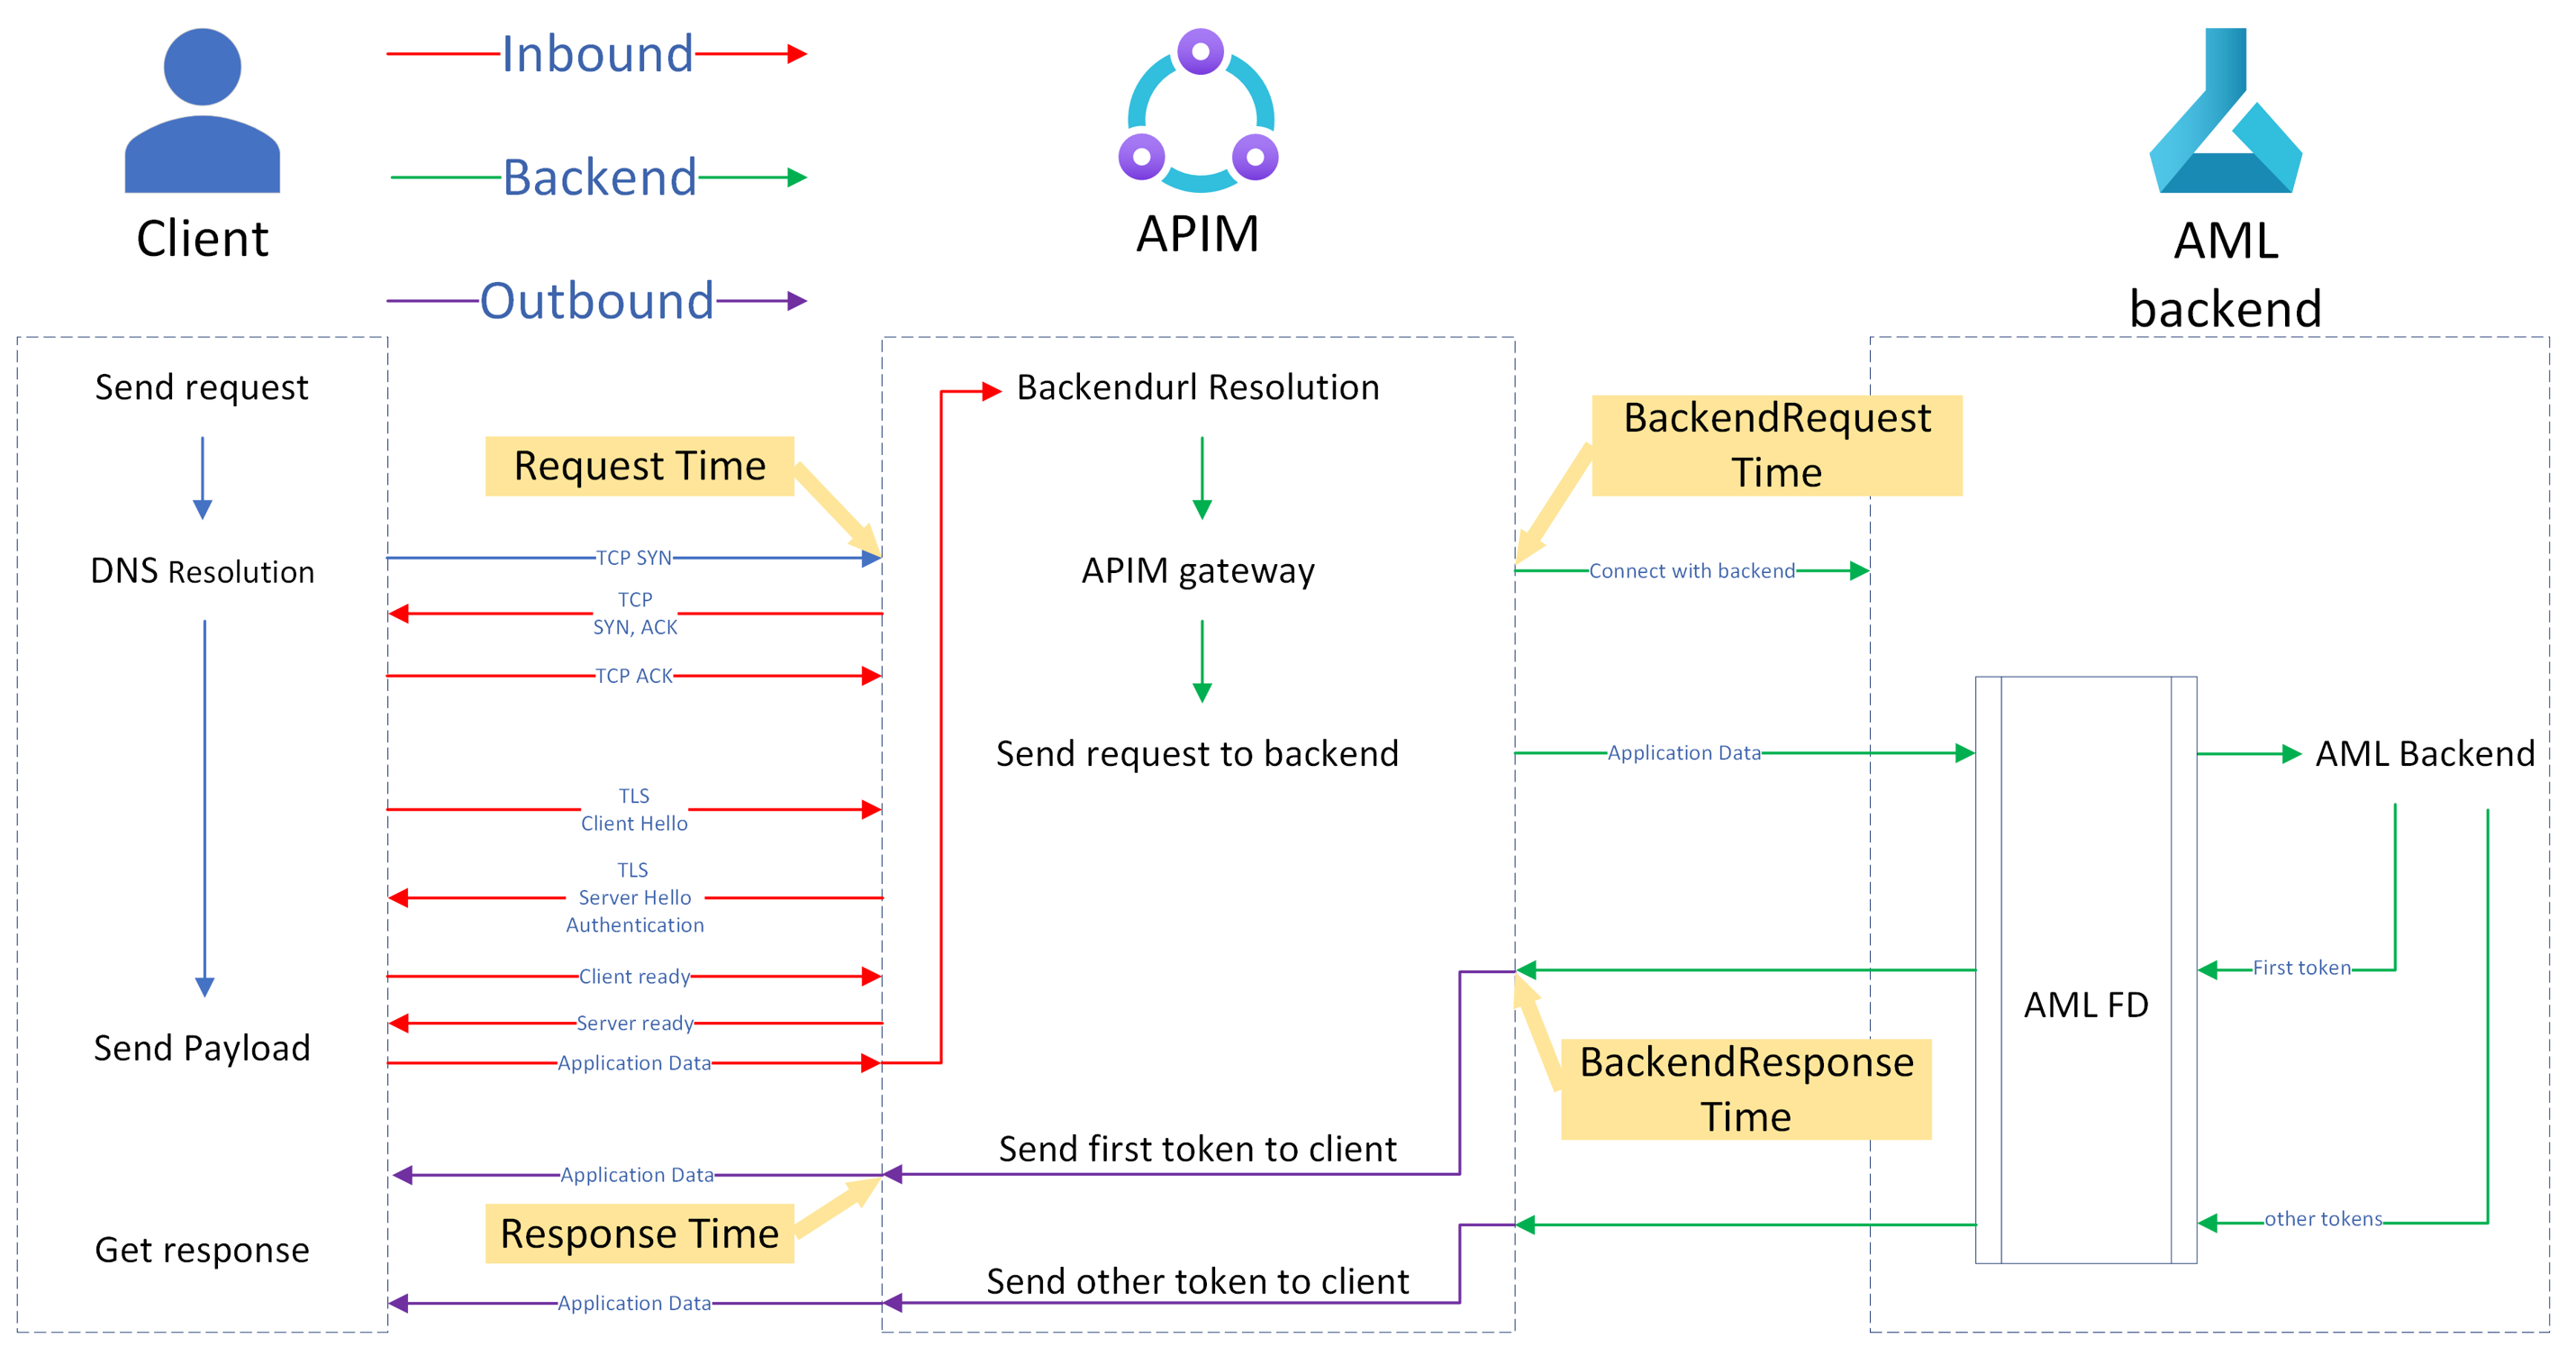 Inbound
Backend
Outbound
Client
APIM
AML
backend
Send request
DNS Resolution
Send Payload
Get response
Request Time
TCP SYN
TCP
SYN, ACK
TCP ACK
TLS
Client Hello
TLS
Server Hello
Authentication
Client ready
Server ready
Application Data
Application Data
Response Time
Application Data
Backendurl Resolution
APIM gateway
Send request to backend
Send first token to client
Send other token to client
BackendRequest
Time
Connect with backend
Application Data
BackendResponse
Time
AML FD
AML Backend
First token
other tokens